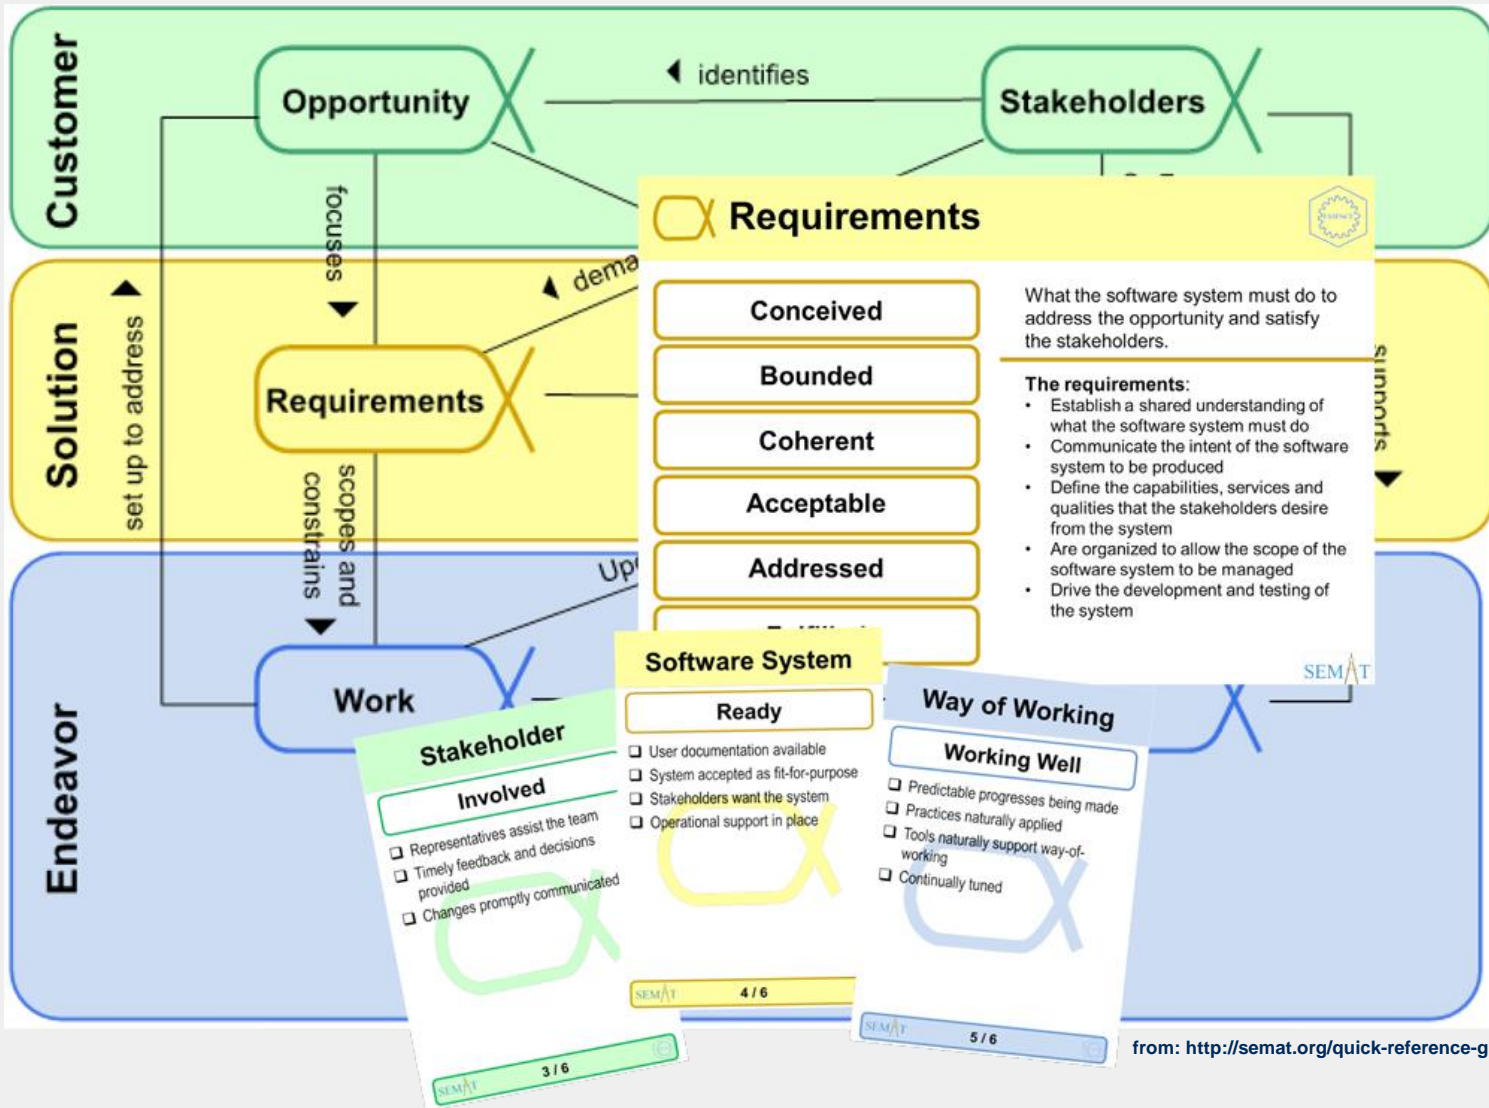 Customer
Opportunity
identifies
Stakeholders
focuses
set up to address
Solution
Requirements
scopes and
constrains
supports
Endeavor
Work
Requirements
Conceived
Bounded
Coherent
Acceptable
Addressed
What the software system must do to
address the opportunity and satisfy
the stakeholders.
The requirements:
• Establish a shared understanding of
what the software system must do
• Communicate the intent of the software
system to be produced
• Define the capabilities, services and
qualities that the stakeholders desire
from the system
• Are organized to allow the scope of the
software system to be managed
• Drive the development and testing of
the system
SEMAT
Stakeholder
Involved
❑ Representatives assist the team
❑ Timely feedback and decisions
provided
❑ Changes promptly communicated
SEMAT
3 / 6
Software System
Ready
❑ User documentation available
❑ System accepted as fit-for-purpose
❑ Stakeholders want the system
❑ Operational support in place
SEMAT
4 / 6
Way of Working
Working Well
❑ Predictable progresses being made
❑ Practices naturally applied
❑ Tools naturally support way-of-
working
❑ Continually tuned
SEMAT
5 / 6
from: http://semat.org/quick-reference-g